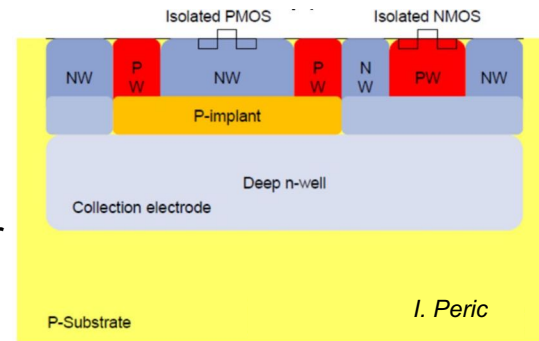 Isolated PMOS
Isolated NMOS
NW
P
W
NW
P
W
N
W
PW
NW
P-implant
Deep n-well
Collection electrode
I. Peric
P-Substrate